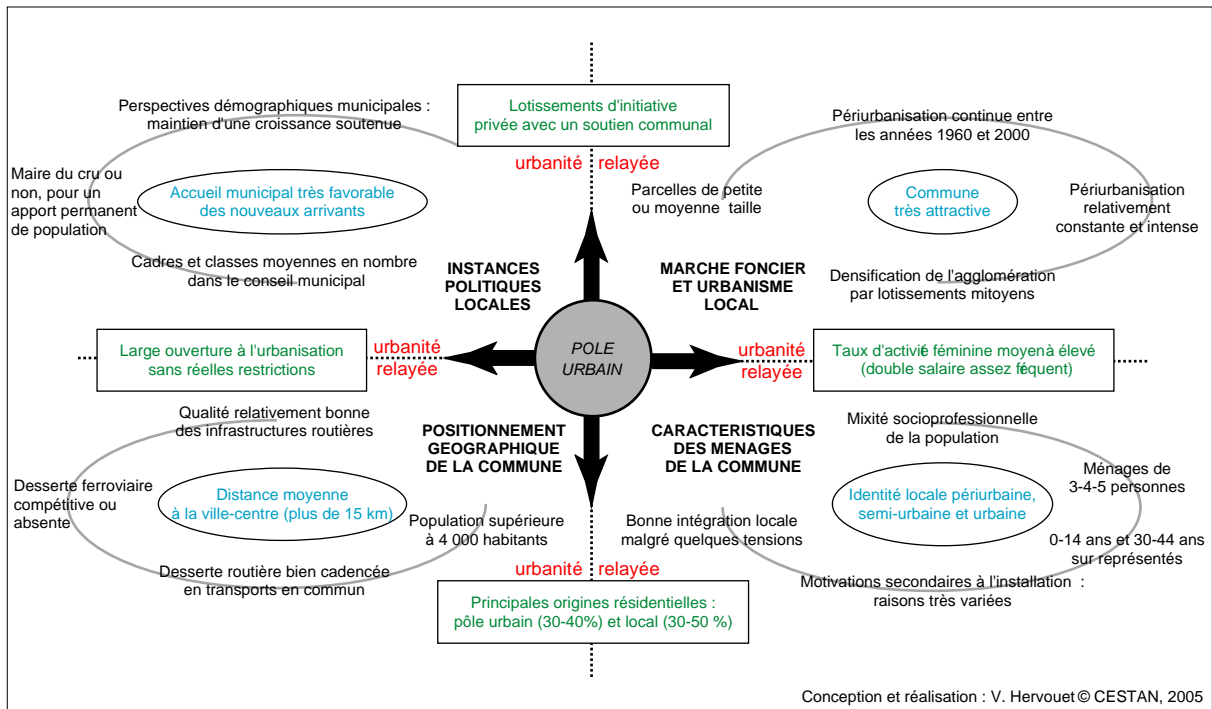 Perspectives démographiques municipales :
maintien d'une croissance soutenue
Maire du cru ou
non, pour un
apport permanent
de population
Accueil municipal très favorable
des nouveaux arrivants
Cadres et classes moyennes en nombre
dans le conseil municipal
INSTANCES
POLITIQUES
LOCALES
Lotissements d'initiative
privée avec un soutien communal
urbanité relayée
Périurbanisation continue entre
les années 1960 et 2000
Parcelles de petite
ou moyenne taille
Commune
très attractive
Périurbanisation
relativement
constante et intense
Densification de l'agglomération
par lotissements mitoyens
MARCHE FONCIER
ET URBANISME
LOCAL
Large ouverture à l'urbanisation
sans réelles restrictions
urbanité
relayée
POLE
URBAIN
urbanité
relayée
Taux d'activité féminine moyen à élevé
(double salaire assez fréquent)
Qualité relativement bonne
des infrastructures routières
POSITIONNEMENT
GEOGRAPHIQUE
DE LA COMMUNE
Desserte ferroviaire
compétitive ou
absente
Distance moyenne
à la ville-centre (plus de 15 km)
Population supérieure
à 4 000 habitants
Desserte routière bien cadencée
en transports en commun
CARACTERISTIQUES
DES MENAGES
DE LA COMMUNE
Mixité socioprofessionnelle
de la population
Ménages de
3-4-5 personnes
Identité locale périurbaine,
semi-urbaine et urbaine
Bonne intégration locale
malgré quelques tensions
0-14 ans et 30-44 ans
sur représentés
Motivations secondaires à l'installation :
raisons très variées
urbanité relayée
Principales origines résidentielles :
pôle urbain (30-40%) et local (30-50 %)
Conception et réalisation : V. Hervouet © CESTAN, 2005